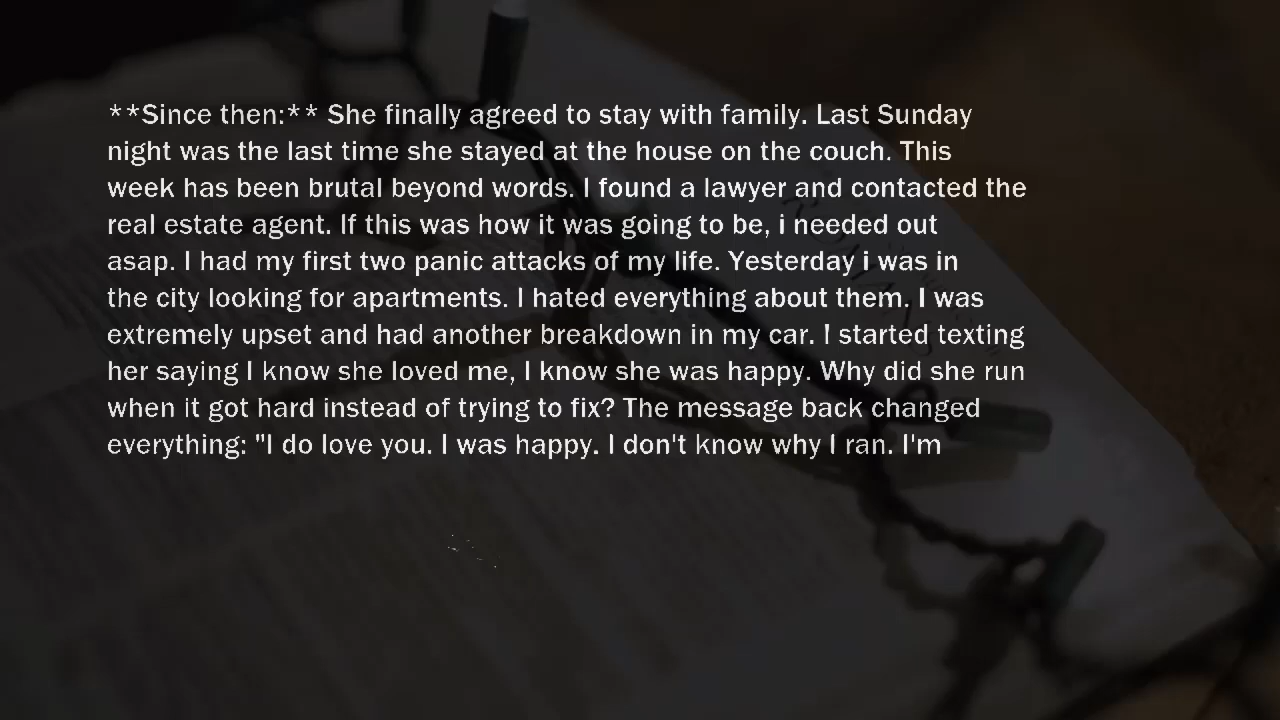 **Since then:** She finally agreed to stay with family. Last Sunday
night was the last time she stayed at the house on the couch. This
week has been brutal beyond words. I found a lawyer and contacted the
real estate agent. If this was how it was going to be, i needed out
asap. I had my first two panic attacks of my life. Yesterday i was in
the city looking for apartments. I hated everything about them. I was
extremely upset and had another breakdown in my car. I started texting
her saying I know she loved me, I know she was happy. Why did she run
when it got hard instead of trying to fix? The message back changed
everything: "I do love you. I was happy. I don't know why I ran. I'm
ROMANS